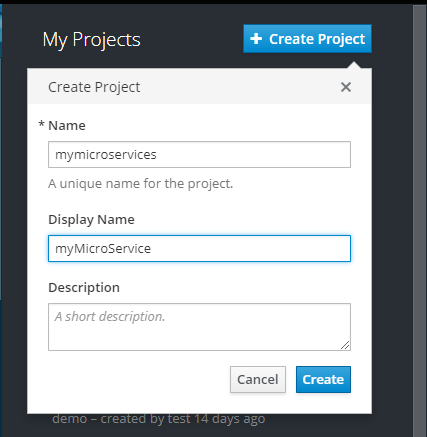 My Projects
+ Create Project
Create Project ×
* Name
mymicroservices
A unique name for the project.
Display Name
myMicroService
Description
A short description.
Cancel Create
demo – created by test 14 days ago